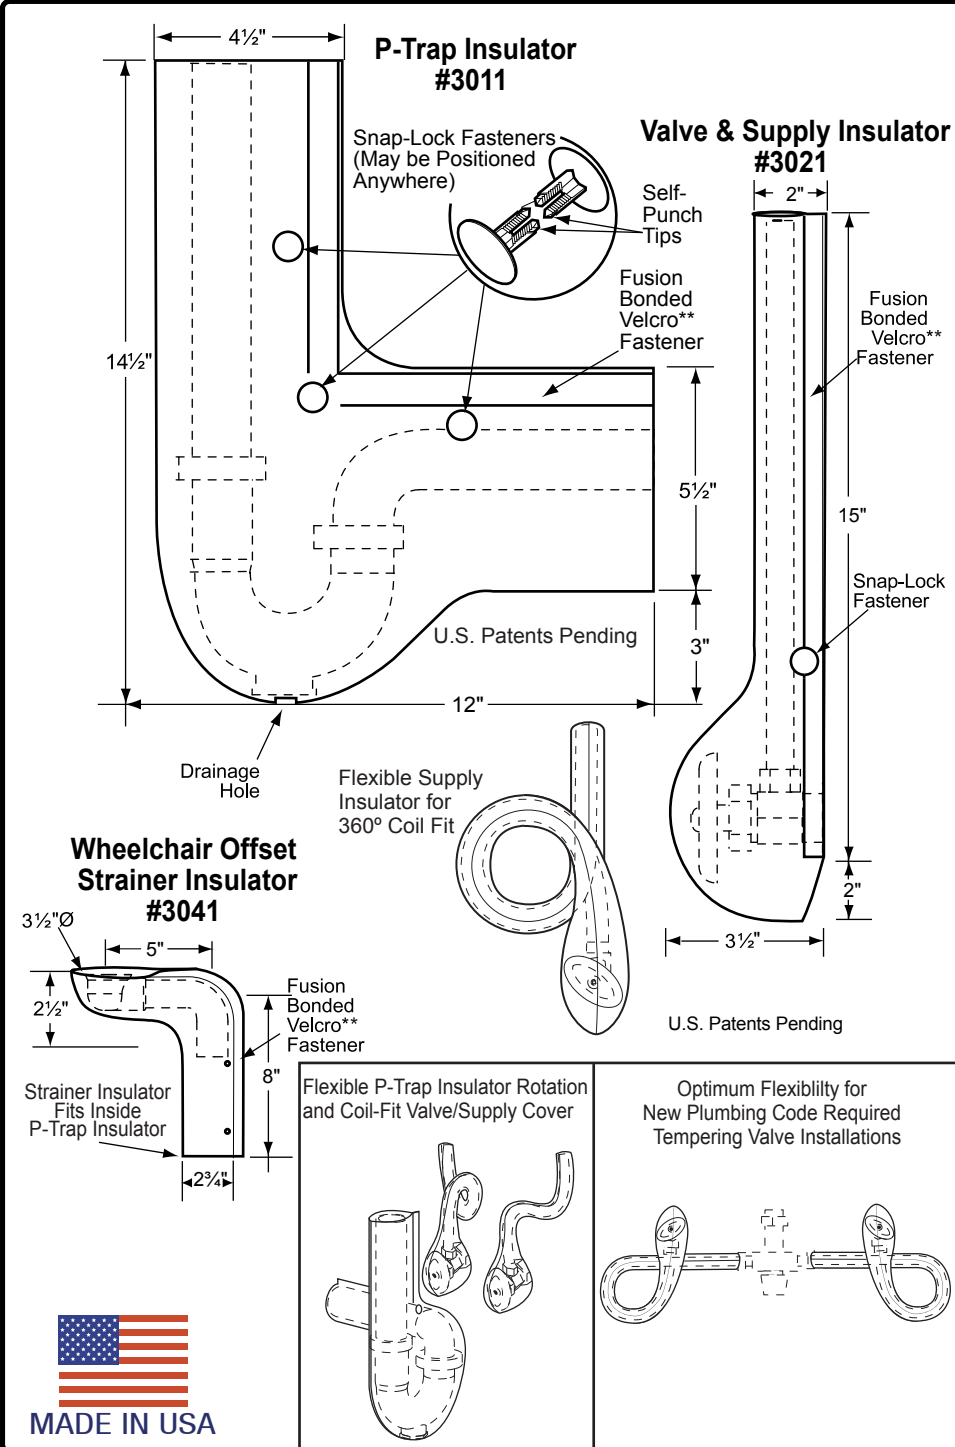 4½"
P-Trap Insulator
#3011
Snap-Lock Fasteners
(May be Positioned
Anywhere)
Self-
Punch
Tips
Fusion
Bonded
Velcro**
Fastener
14½"
5½"
3"
U.S. Patents Pending
12"
Drainage
Hole
Valve & Supply Insulator
#3021
2"
Fusion
Bonded
Velcro**
Fastener
15"
Snap-Lock
Fastener
2"
3½"
U.S. Patents Pending
Flexible Supply
Insulator for
360º Coil Fit
Wheelchair Offset
Strainer Insulator
#3041
3½"Ø
5"
2½"
Fusion
Bonded
Velcro**
Fastener
8"
Strainer Insulator
Fits Inside
P-Trap Insulator
2¾"
Flexible P-Trap Insulator Rotation
and Coil-Fit Valve/Supply Cover
Optimum Flexiblilty for
New Plumbing Code Required
Tempering Valve Installations
MADE IN USA